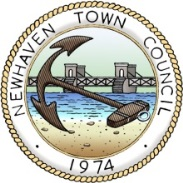 NEWHAVEN TOWN COUNCIL
· 1974 ·